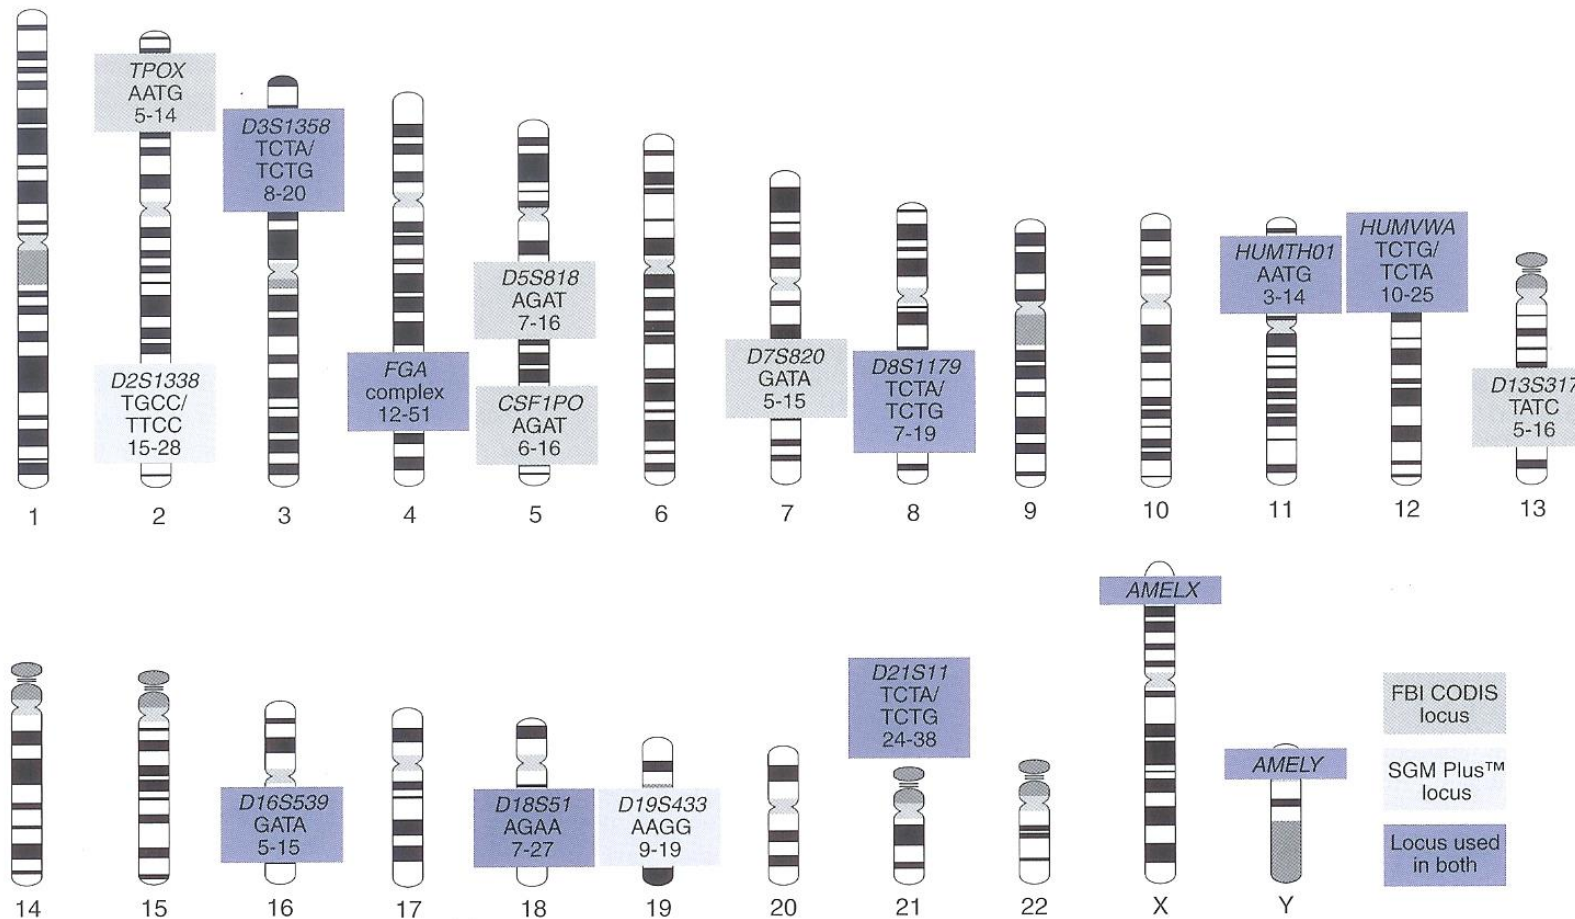 TPOX
AATG
5-14
D2S1338
TGCC/
TTCC
15-28
D3S1358
TCTA/
TCTG
8-20
FGA
complex
12-51
D5S818
AGAT
7-16
CSF1PO
AGAT
6-16
D7S820
GATA
5-15
D8S1179
TCTA/
TCTG
7-19
HUMTH01
AATG
3-14
HUMVWA
TCTG/
TCTA
10-25
D13S317
TATC
5-16
1 2 3 4 5 6 7 8 9 10 11 12 13
D16S539
GATA
5-15
D18S51
AGAA
7-27
D19S433
AAGG
9-19
D21S11
TCTA/
TCTG
24-38
AMELX
AMELY
FBI CODIS
locus
SGM Plus™
locus
Locus used
in both
14 15 16 17 18 19 20 21 22 X Y